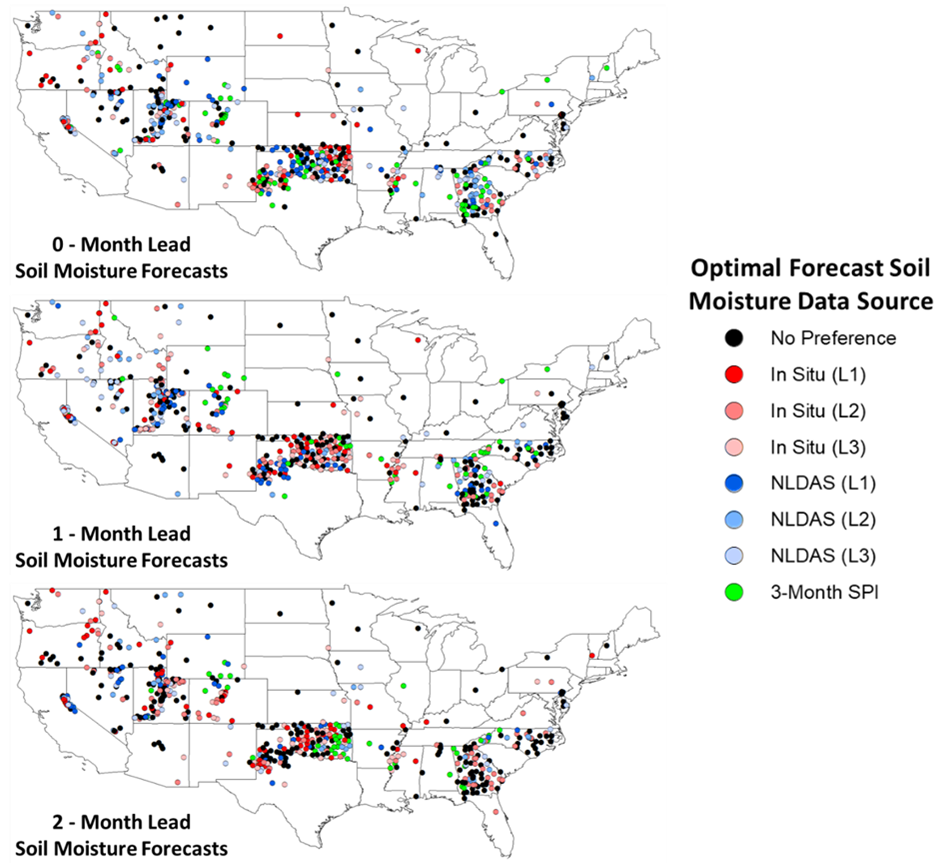 0 - Month Lead
Soil Moisture Forecasts
1 - Month Lead
Soil Moisture Forecasts
2 - Month Lead
Soil Moisture Forecasts
Optimal Forecast Soil
Moisture Data Source
No Preference
In Situ (L1)
In Situ (L2)
In Situ (L3)
NLDAS (L1)
NLDAS (L2)
NLDAS (L3)
3-Month SPI